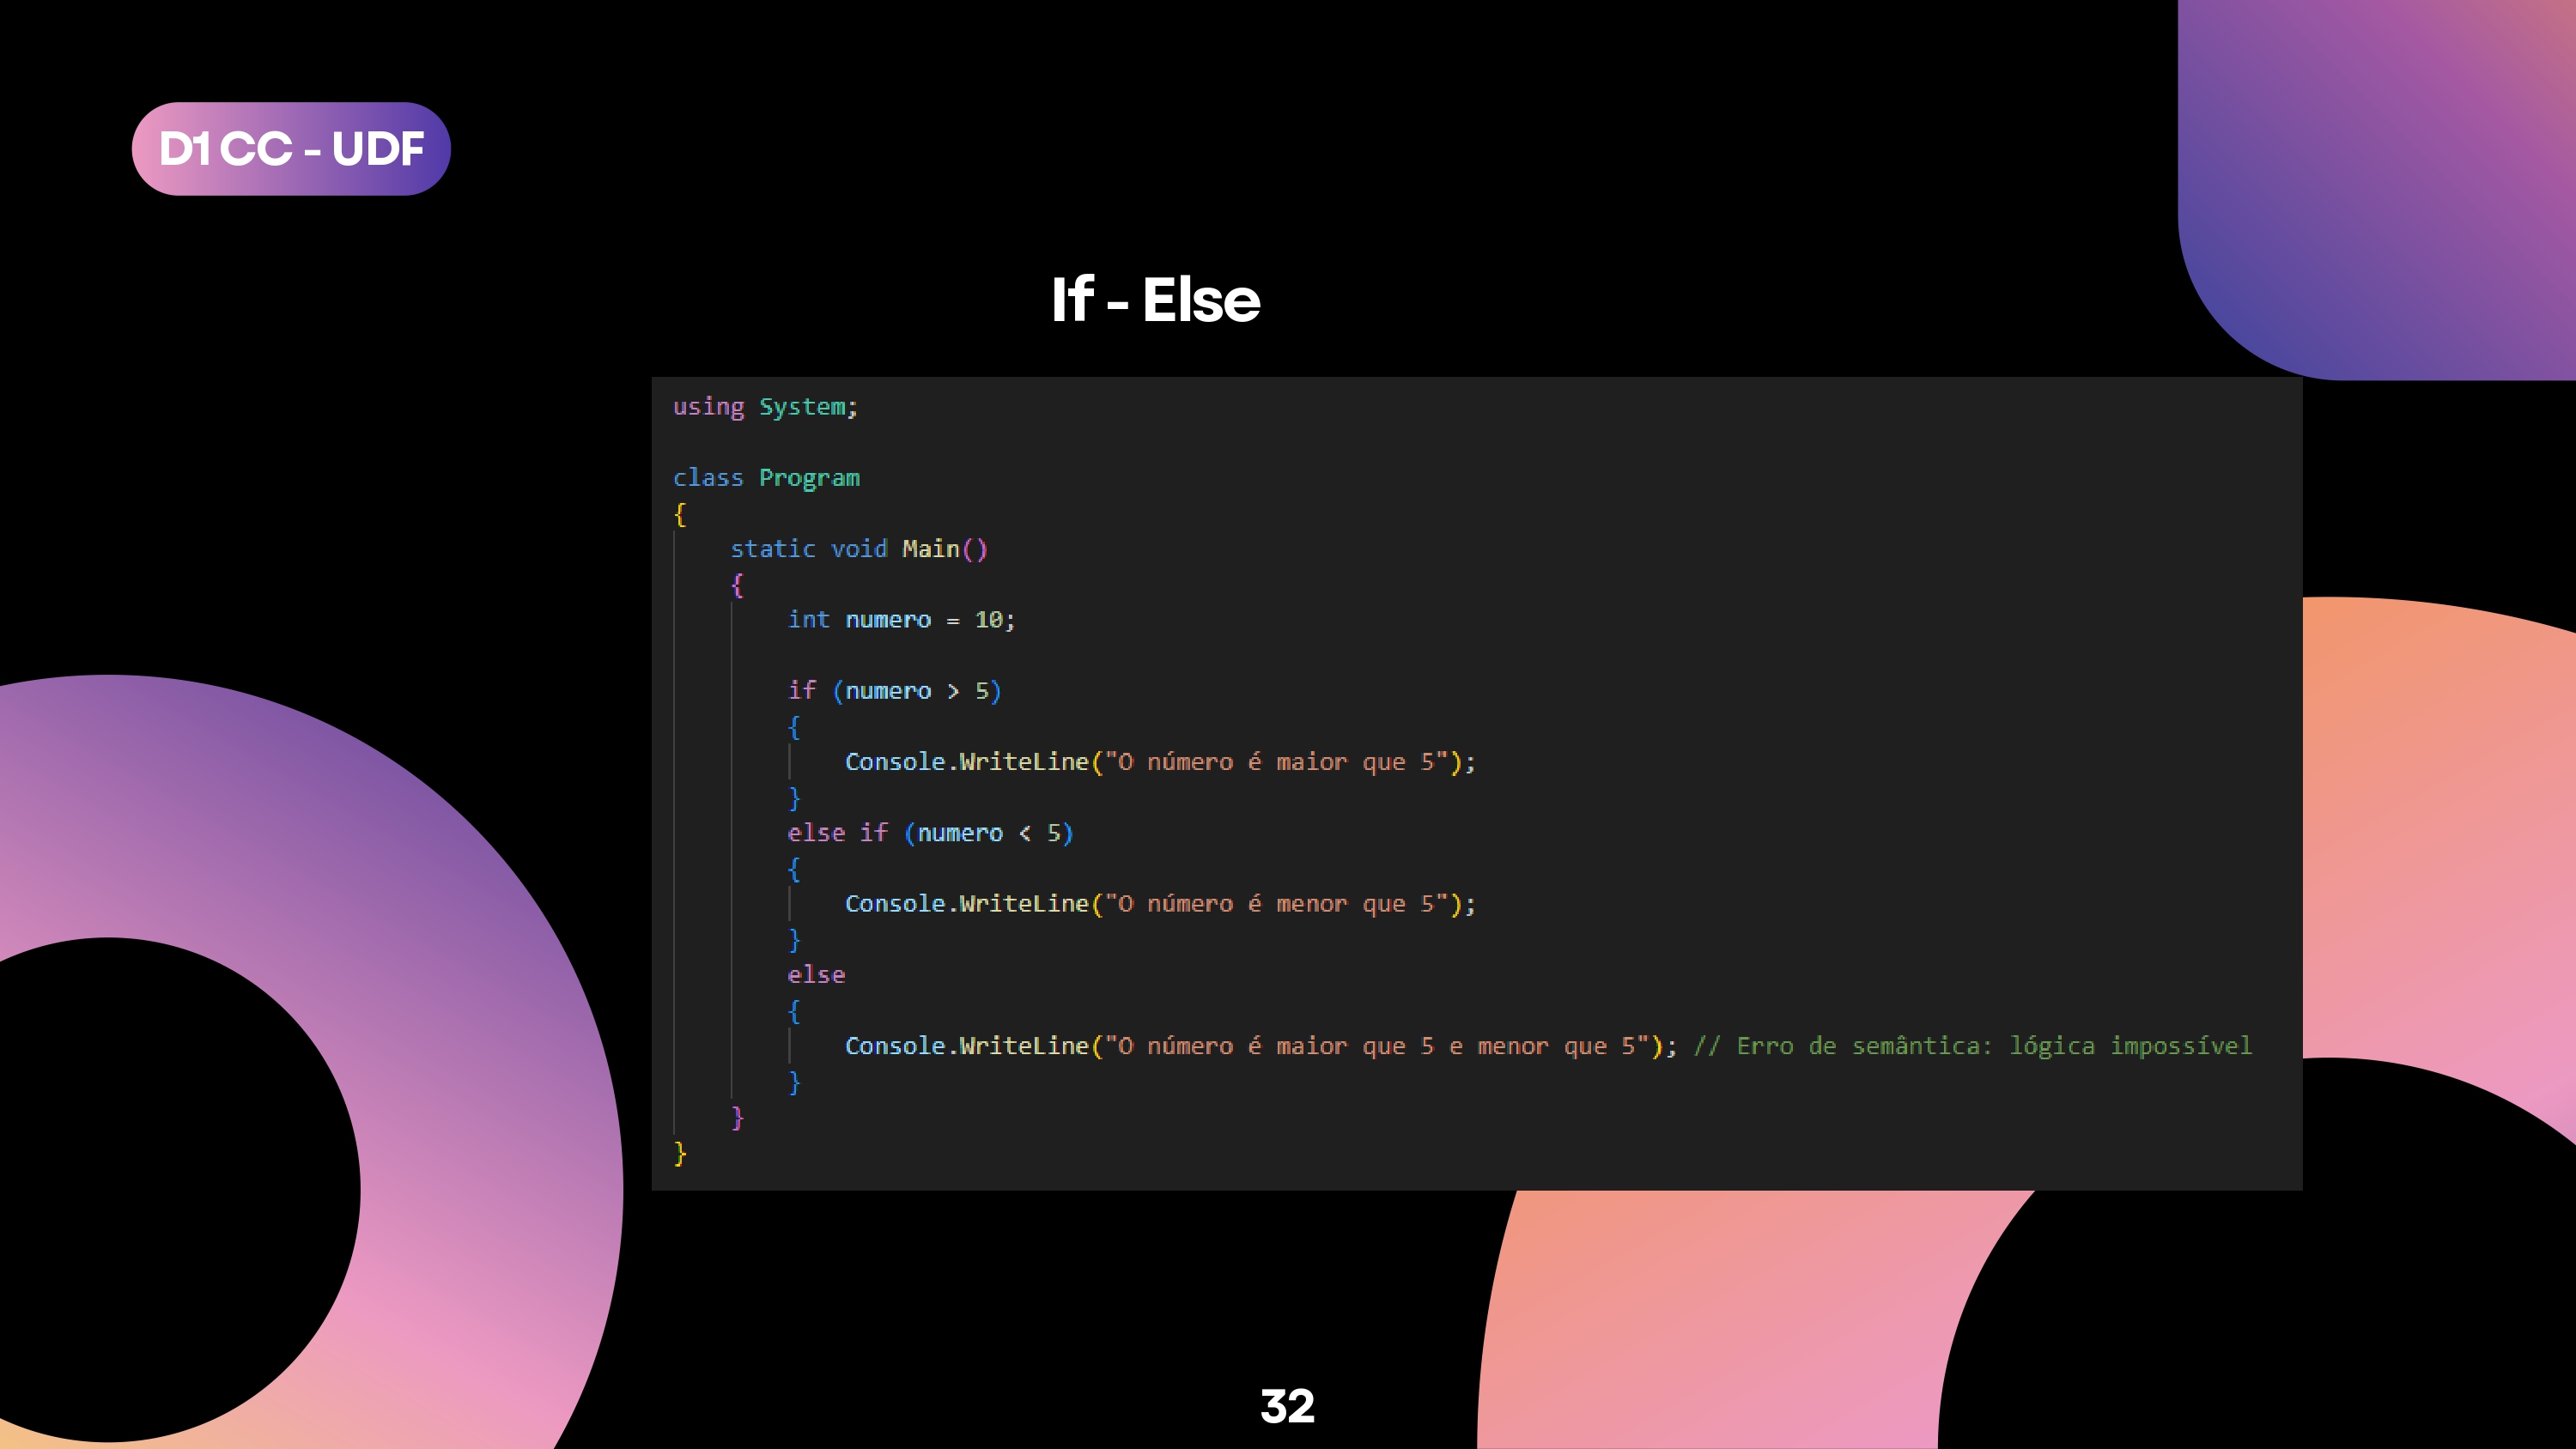 D1 CC - UDF
If - Else
using System;
class Program
{
static void Main()
{
int numero = 10;
if (numero > 5)
{
Console.WriteLine("O número é maior que 5");
}
else if (numero < 5)
{
Console.WriteLine("O número é menor que 5");
}
else
{
Console.WriteLine("O número é maior que 5 e menor que 5"); // Erro de semântica: lógica impossível
}
}
}
32